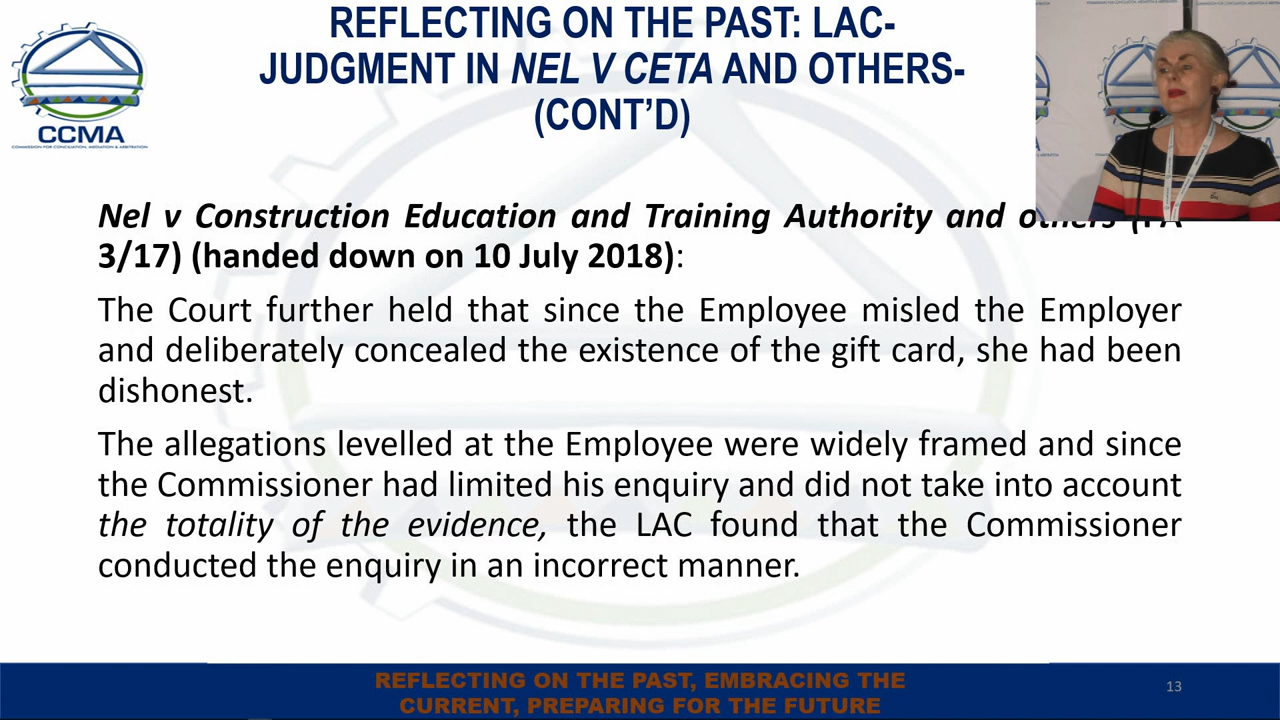 REFLECTING ON THE PAST: LAC-
JUDGMENT IN NEL V CETA AND OTHERS-
(CONT’D)
CCMA
COMMISSION FOR CONCILIATION, MEDIATION & ARBITRATION
Nel v Construction Education and Training Authority and others
3/17) (handed down on 10 July 2018):
The Court further held that since the Employee misled the Employer
and deliberately concealed the existence of the gift card, she had been
dishonest.
The allegations levelled at the Employee were widely framed and since
the Commissioner had limited his enquiry and did not take into account
the totality of the evidence, the LAC found that the Commissioner
conducted the enquiry in an incorrect manner.
REFLECTING ON THE PAST, EMBRACING THE
CURRENT, PREPARING FOR THE FUTURE
13